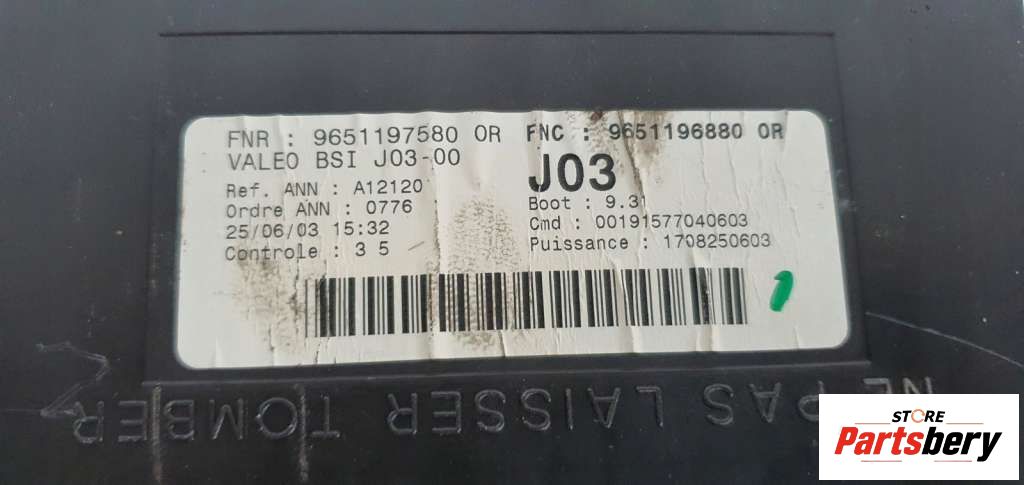 FNR : 9651197580 OR FNC : 9651196880 OR
VALEO BSI J03-00
J03
Ref. ANN : A12120
Ordre ANN : 0776
25/06/03 15:32
Controle : 3 5
Boot : 9.31
Cmd : 00191577040603
Puissance : 1708250603
NE PAS LAISSER TOMBER
STORE
Partsbery